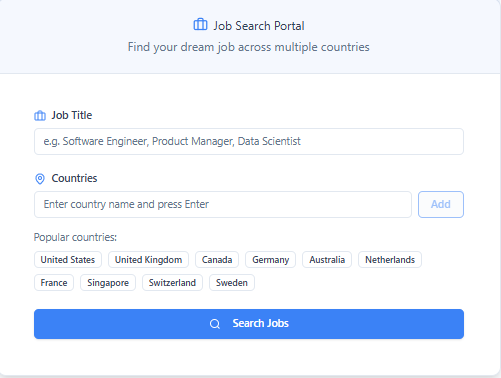 Job Search Portal
Find your dream job across multiple countries
Job Title
e.g. Software Engineer, Product Manager, Data Scientist
Countries
Enter country name and press Enter
Add
Popular countries:
United States United Kingdom Canada Germany Australia Netherlands
France Singapore Switzerland Sweden
Search Jobs